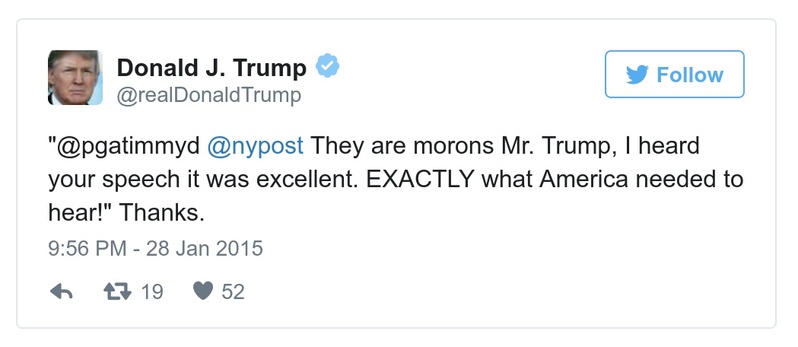 Donald J. Trump
@realDonaldTrump
Follow
"@pgatimmyd @nypost They are morons Mr. Trump, I heard
your speech it was excellent. EXACTLY what America needed to
hear!" Thanks.
9:56 PM - 28 Jan 2015
19 52